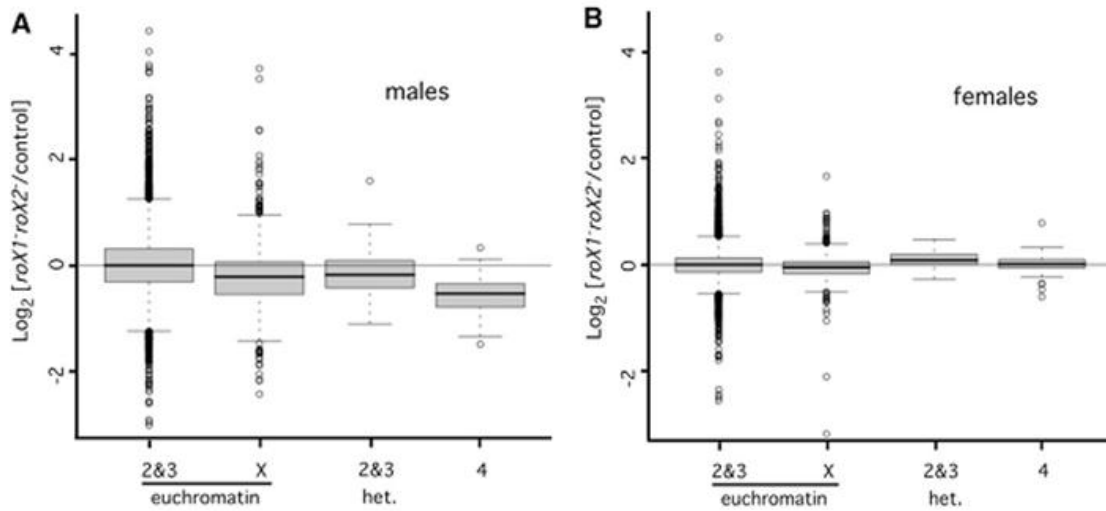 A
males
Log2 [roX1-roX2-/control]
4
2
0
-2
2&3 X 2&3 4
euchromatin het.
B
females
Log2 [roX1-roX2-/control]
4
2
0
-2
2&3 X 2&3 4
euchromatin het.